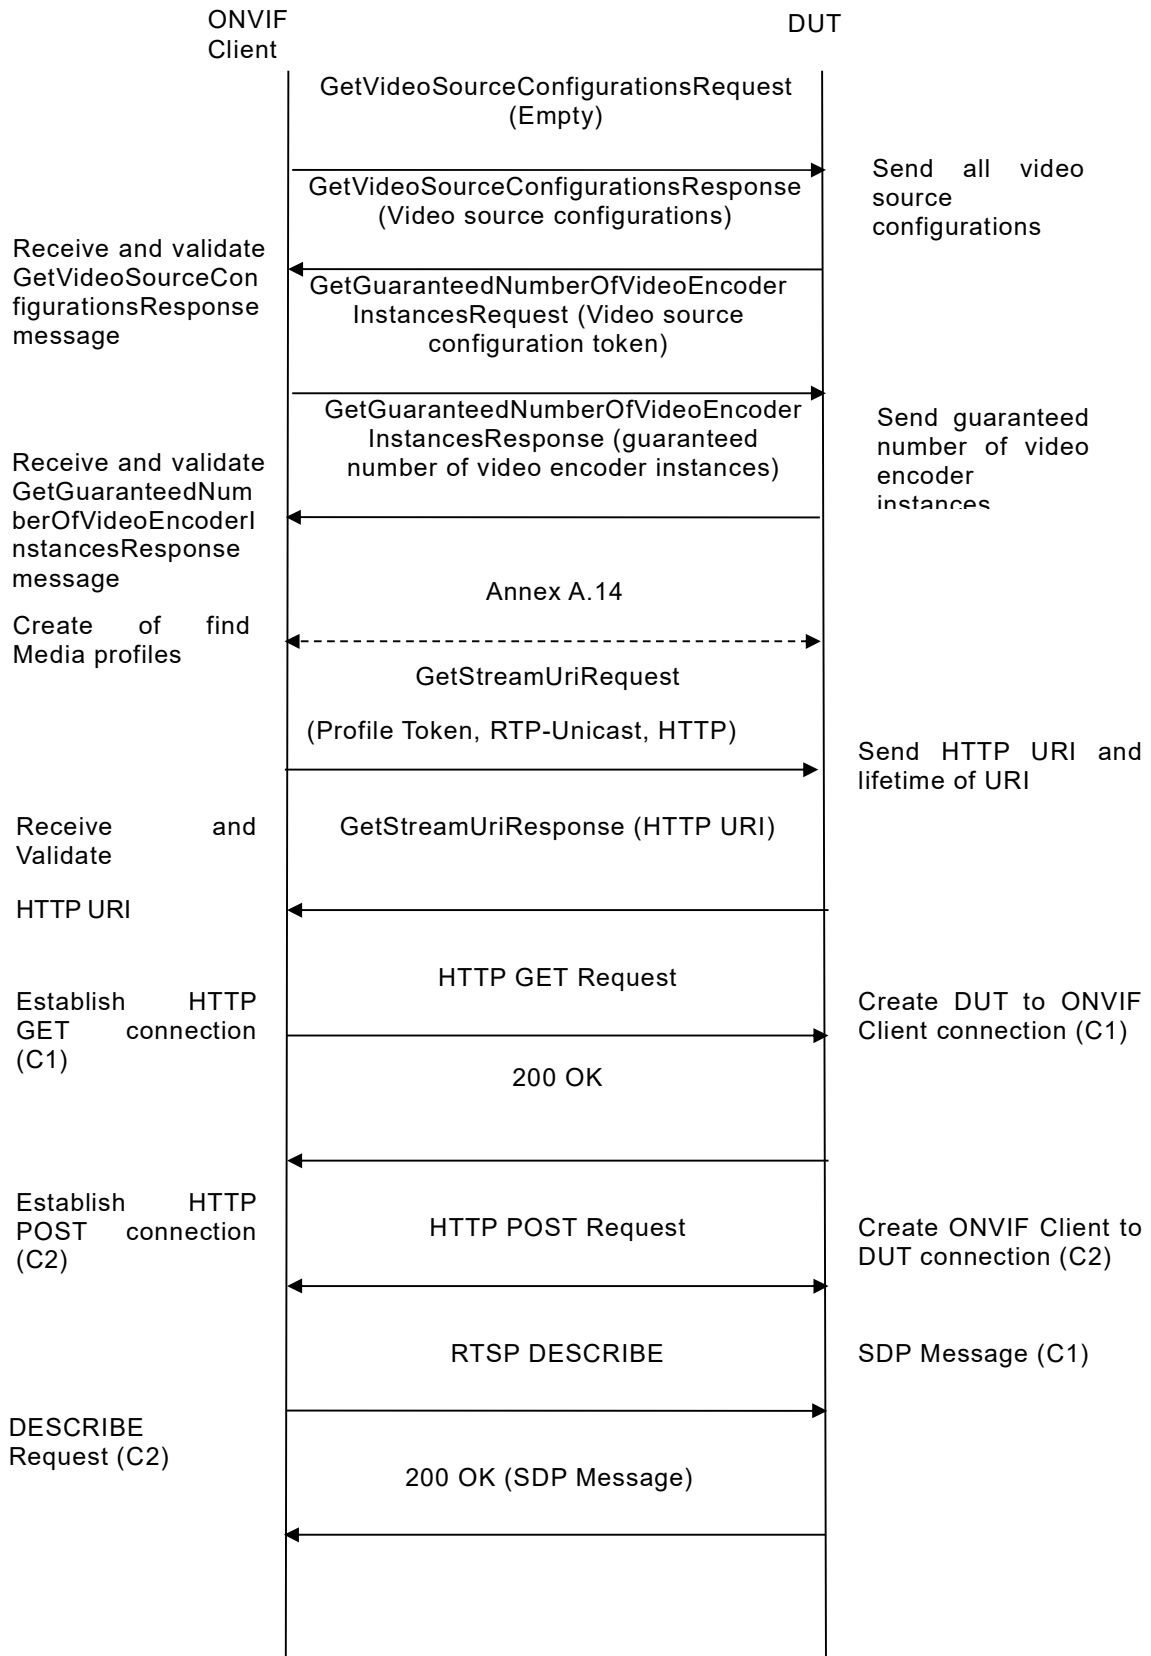 ONVIF
Client
DUT
GetVideoSourceConfigurationsRequest
(Empty)
Send all video
source
configurations
GetVideoSourceConfigurationsResponse
(Video source configurations)
Receive and validate
GetVideoSourceCon
figurationsResponse
message
GetGuaranteedNumberOfVideoEncoder
InstancesRequest (Video source
configuration token)
GetGuaranteedNumberOfVideoEncoder
InstancesResponse (guaranteed
number of video encoder instances)
Send guaranteed
number of video
encoder
instances
Receive and validate
GetGuaranteedNum
berOfVideoEncoderI
nstancesResponse
message
Annex A.14
Create of find
Media profiles
GetStreamUriRequest
(Profile Token, RTP-Unicast, HTTP)
Send HTTP URI and
lifetime of URI
Receive and
Validate
GetStreamUriResponse (HTTP URI)
HTTP URI
HTTP GET Request
Establish HTTP
GET connection
(C1)
Create DUT to ONVIF
Client connection (C1)
200 OK
Establish HTTP
POST connection
(C2)
HTTP POST Request
Create ONVIF Client to
DUT connection (C2)
RTSP DESCRIBE
SDP Message (C1)
DESCRIBE
Request (C2)
200 OK (SDP Message)